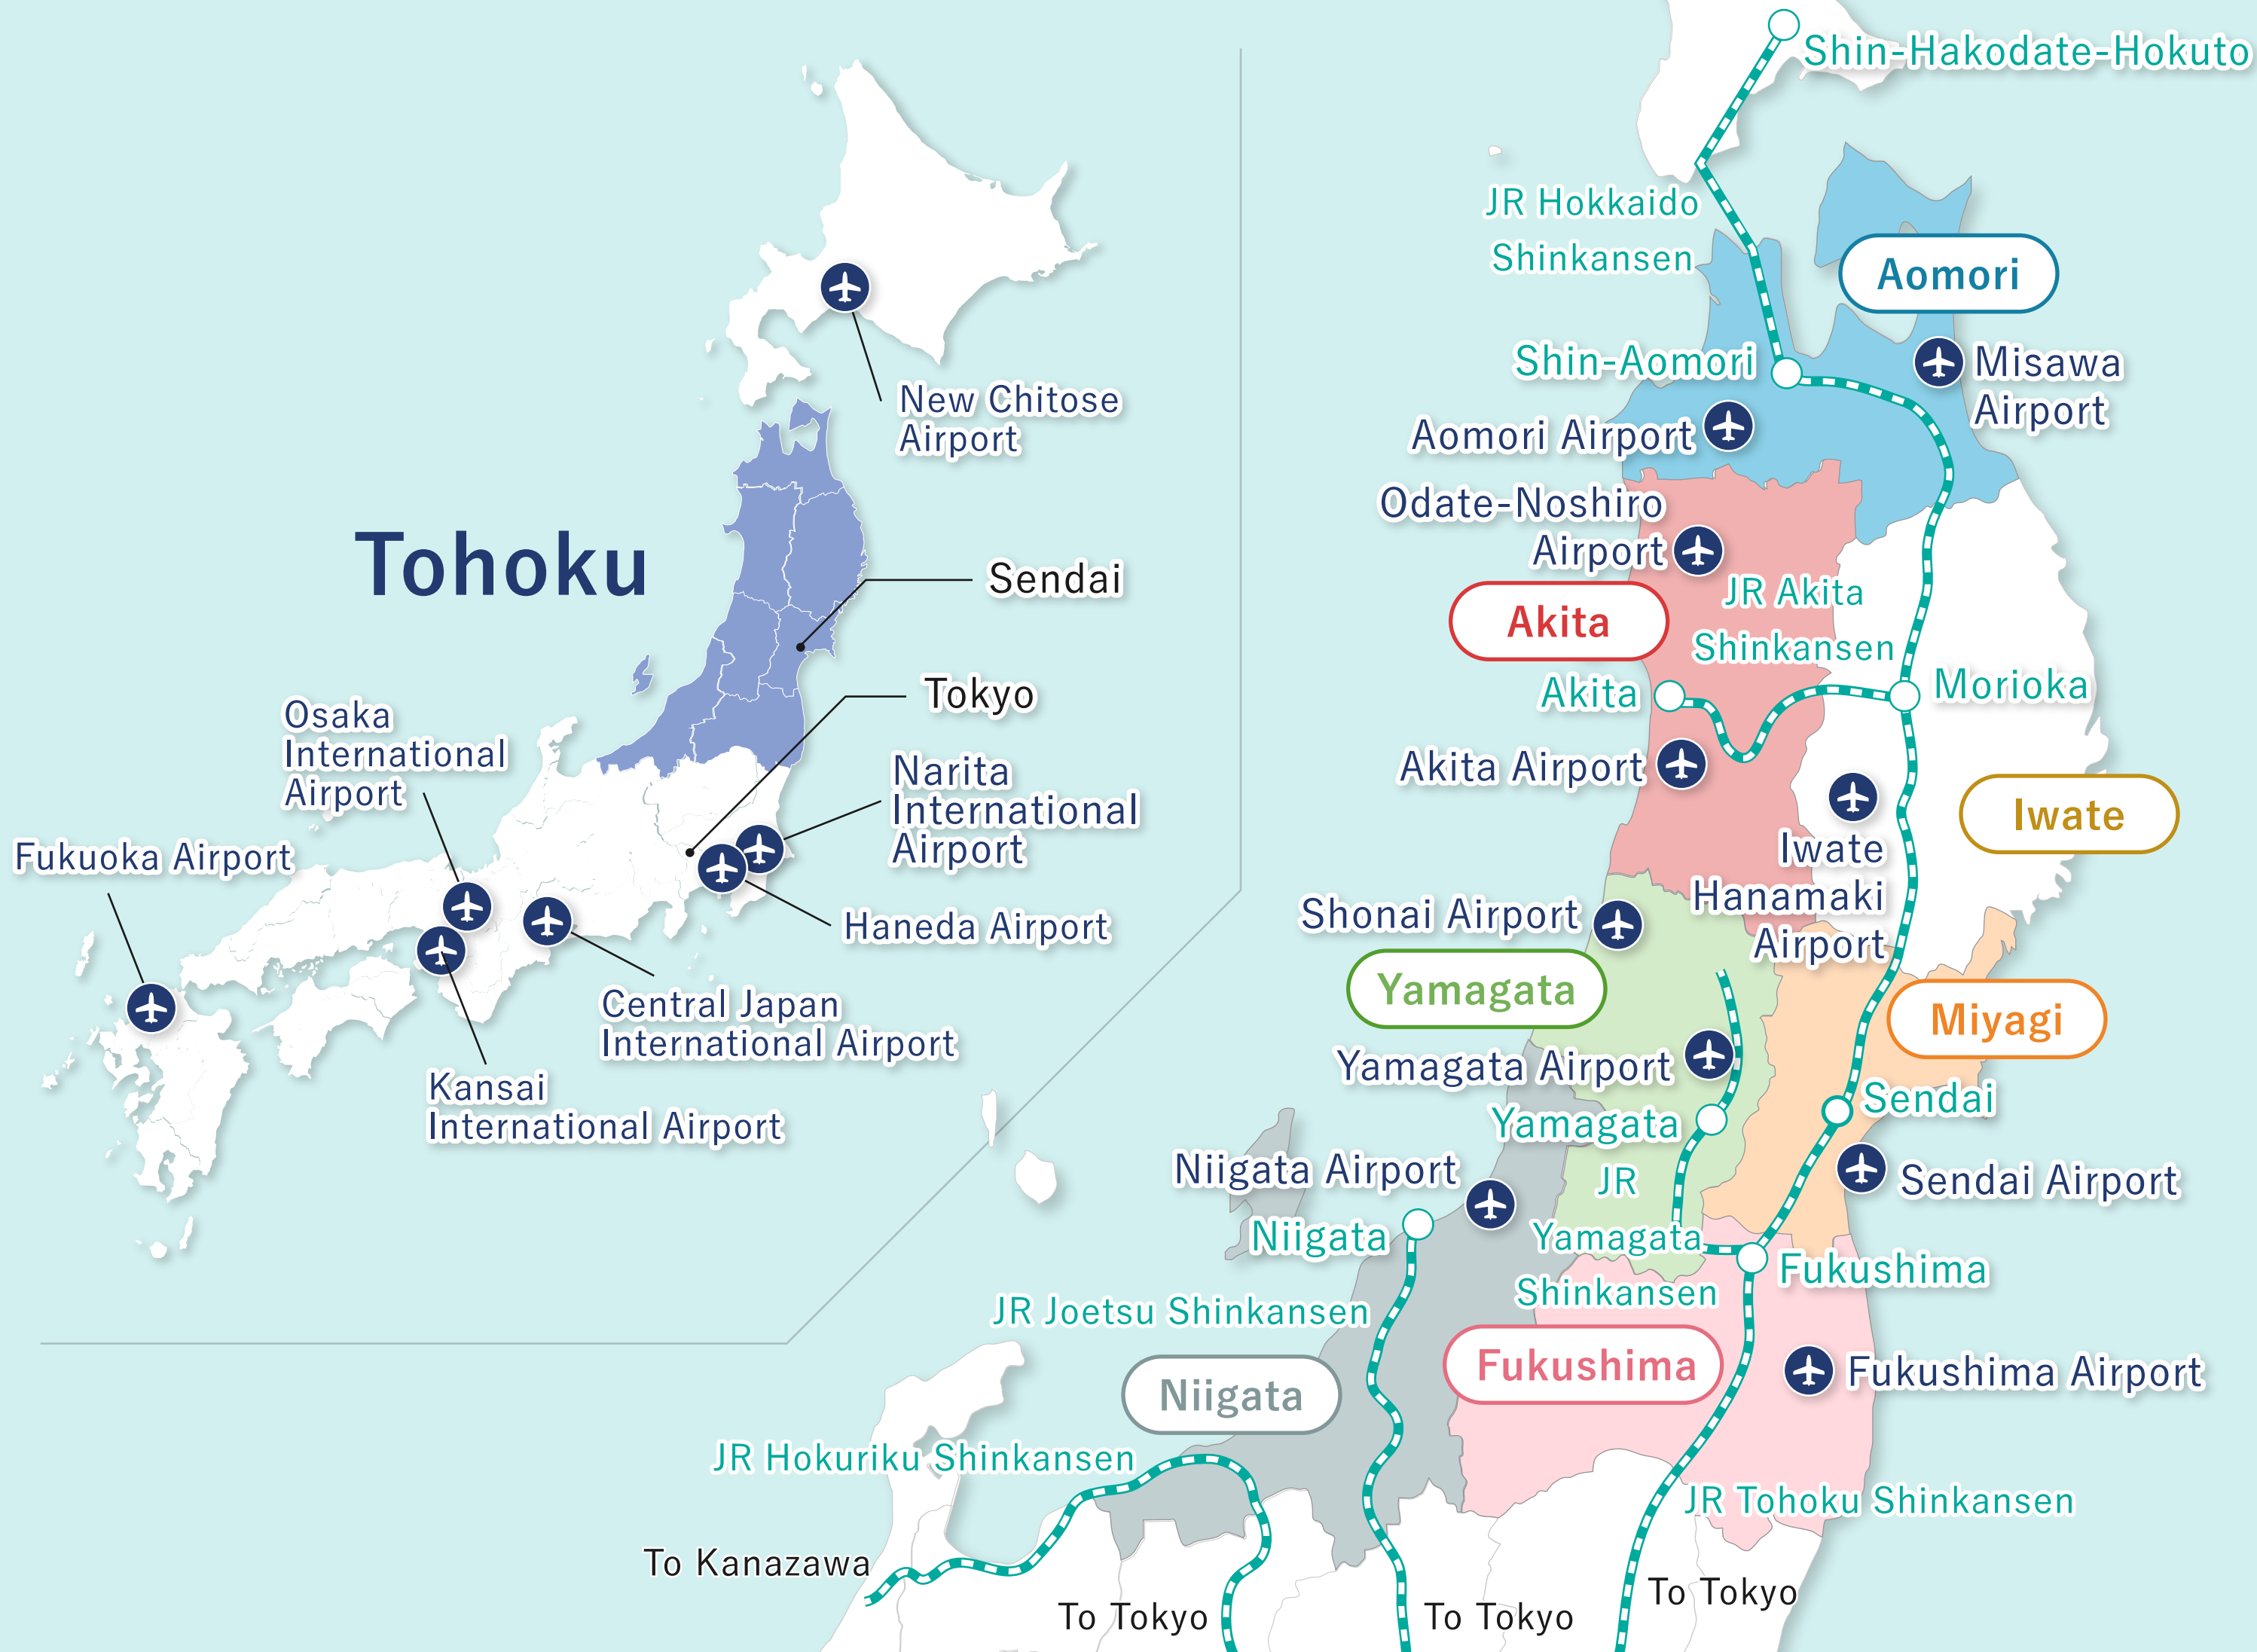 New Chitose
Airport
Tohoku
Sendai
Tokyo
Osaka
International
Airport
Narita
International
Airport
Fukuoka Airport
Haneda Airport
Central Japan
International Airport
Kansai
International Airport
Shin-Hakodate-Hokuto
JR Hokkaido
Shinkansen
Aomori
Shin-Aomori
Misawa
Airport
Aomori Airport
Odate-Noshiro
Airport
JR Akita
Shinkansen
Akita
Akita
Morioka
Akita Airport
Iwate
Iwate
Hanamaki
Airport
Shonai Airport
Yamagata
Miyagi
Yamagata Airport
Sendai
Yamagata
Niigata Airport
Sendai Airport
JR
Yamagata
Shinkansen
Niigata
Fukushima
JR Joetsu Shinkansen
Fukushima
Fukushima Airport
Niigata
JR Hokuriku Shinkansen
JR Tohoku Shinkansen
To Kanazawa
To Tokyo
To Tokyo
To Tokyo